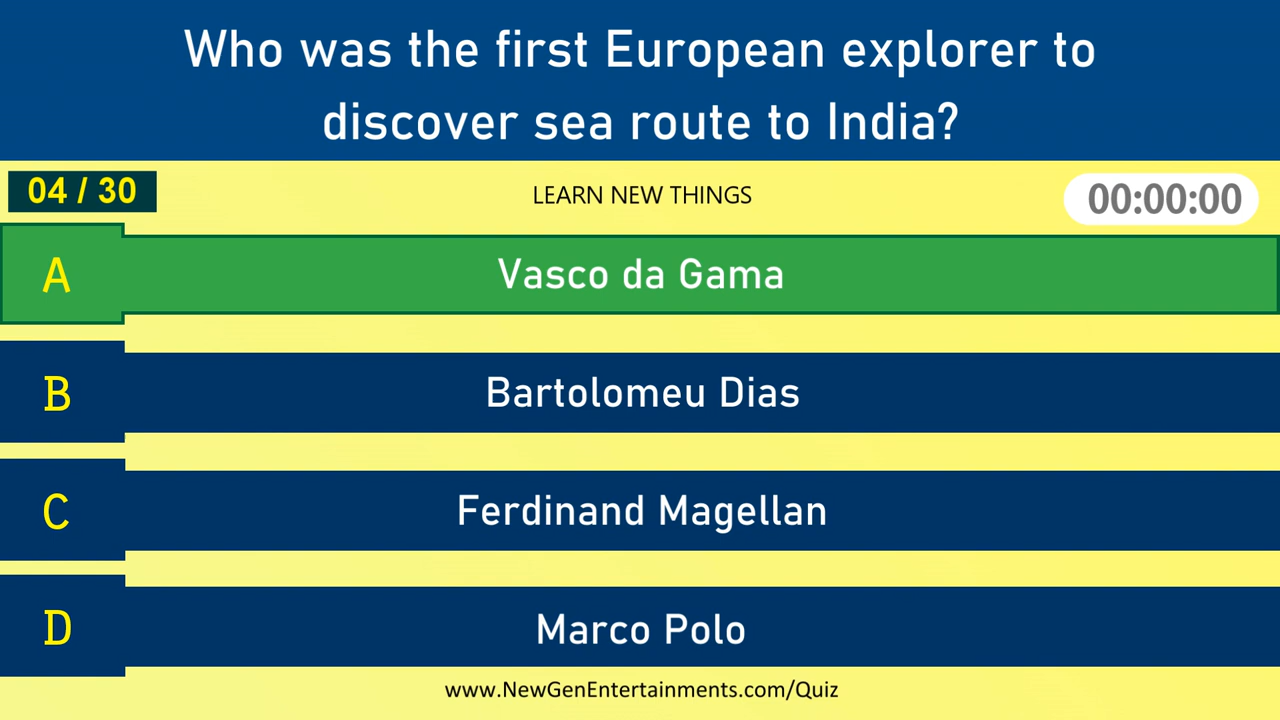 Who was the first European explorer to
discover sea route to India?
04 / 30
LEARN NEW THINGS
00:00:00
A
Vasco da Gama
B
Bartolomeu Dias
C
Ferdinand Magellan
D
Marco Polo
www.NewGenEntertainments.com/Quiz